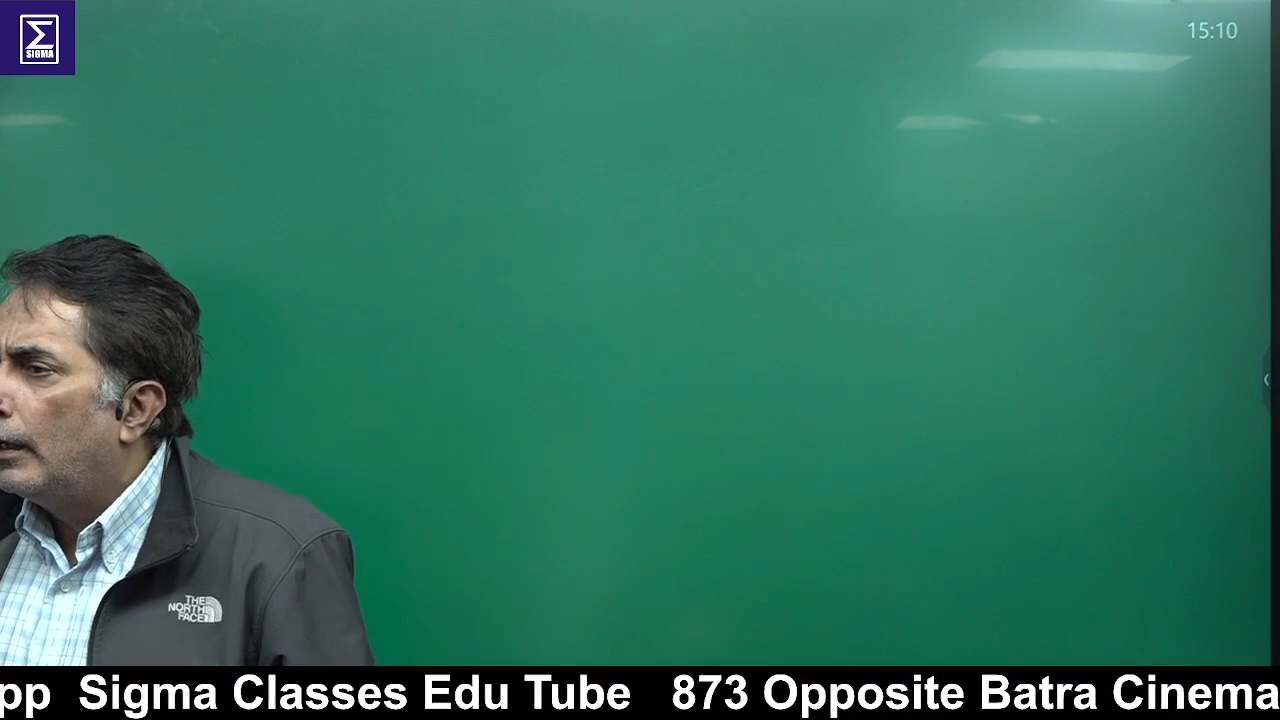 Σ
SIGMA
15:10
THE
NORTH
FACE
pp Sigma Classes Edu Tube 873 Opposite Batra Cinema